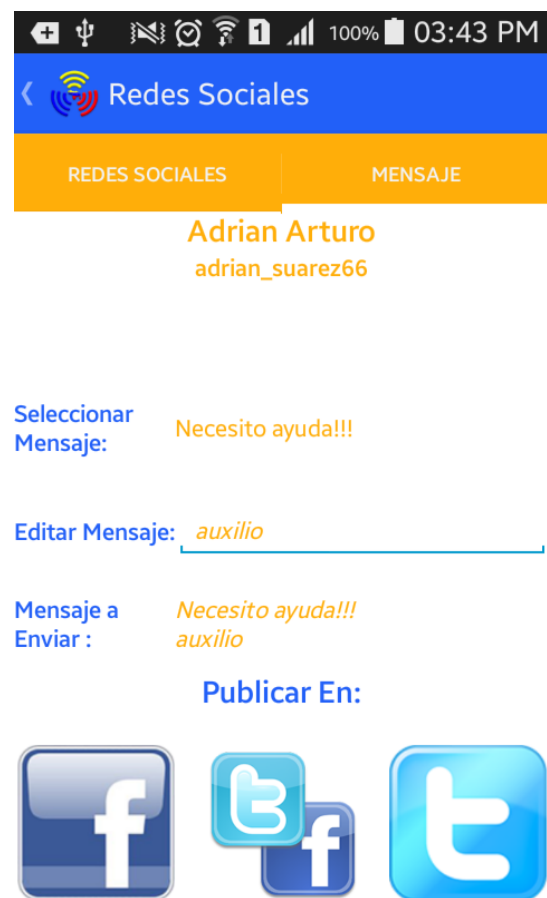 1 100% 03:43 PM
Redes Sociales
REDES SOCIALES MENSAJE
Adrian Arturo
adrian_suarez66
Seleccionar
Mensaje:
Necesito ayuda!!!
Editar Mensaje: auxilio
Mensaje a
Enviar :
Necesito ayuda!!!
auxilio
Publicar En:
f
t
f
t